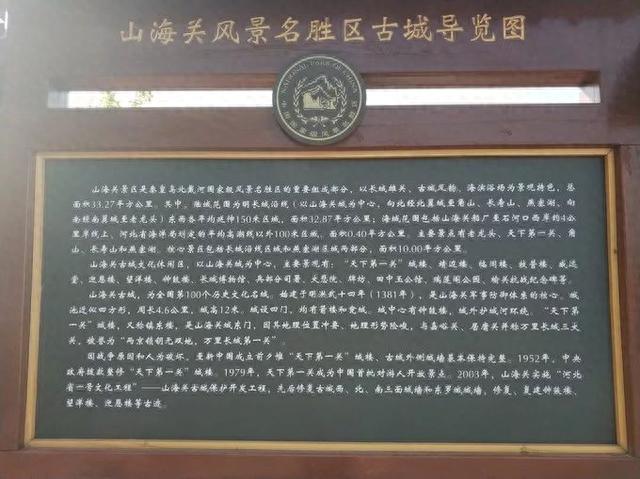 山海关风景名胜区古城导览图
NATIONAL PARK OF CHINA
中国国家级风景名胜区
山海关景区是秦皇岛北戴河国家级风景名胜区的重要组成部分，以长城雄关、古城风貌、海滨浴场为景观特色，总
面积33.27平方公里。其中，陆域范围为明长城沿线（以山海关城为中心，向北经北翼城至角山、长寿山、燕塞湖，向
南经南翼城至老龙头）东西各平均延伸150米区域，面积32.87平方公里；海域范围包括山海关船厂至石河口西岸约4公
里岸线上、河北省海洋局划定的平均高潮线以外100米区域，面积0.40平方公里。主要景点有老龙头、天下第一关、角
山、长寿山和燕塞湖。核心景区包括长城沿线区域和燕塞湖景区域两部分，面积10.00平方公里。
山海关古城文化休闲区，以山海关城为中心，主要景观有：“天下第一关”城楼、靖边楼、临闾楼、牧营楼、威远
堂、迎恩楼、望洋楼、钟鼓楼、长城博物馆、兵部分司署、大悲院、牌坊、田中玉公馆、瑞莲阁公园、榆关抗战纪念碑等。
山海关古城，为全国第100个历史文化名城。始建于明洪武十四年（1381年），是山海关军事防御体系的核心。城
池近似四方形，周长4.6公里，城高12米。城设四门，均有箭楼和瓮城。城中心有钟鼓楼，城外护城河环绕。“天下第
一关”城楼，又称镇东楼，是山海关城东门，因其地理位置冲要、地理形势险峻，与嘉峪关、居庸关并称万里长城三大
关，被誉为“两京锁钥无双地，万里长城第一关”。
因战争原因和人为破坏，至新中国成立前夕惟“天下第一关”城楼、古城外侧城墙基本保持完整。1952年，中央
政府拨款整修“天下第一关”城楼。1979年，天下第一关成为中国首批对游人开放景点。2003年，山海关实施“河北
省一号文化工程”——山海关古城保护开发工程，先后修复古城西、北、南三面城墙和东罗城城墙，修复、复建钟鼓楼、
望洋楼、迎恩楼等古迹。